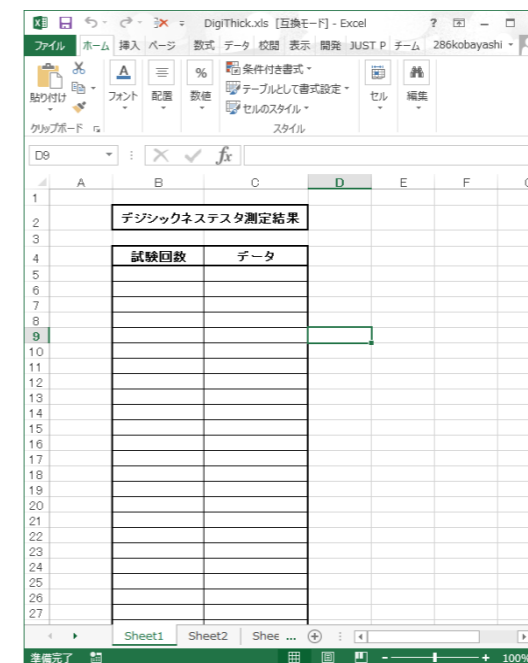 DigiThick.xls [互換モード] - Excel
ファイル ホーム 挿入 ページ 数式 データ 校閲 表示 開発 JUST P チーム 286kobayashi
貼り付け フォント 配置 数値 条件付き書式 テーブルとして書式設定 セルのスタイル セル 編集
クリップボード スタイル
D9 fx
A B C D E F
1
2 デジシックネステスタ測定結果
3
4 試験回数 データ
5
6
7
8
9
10
11
12
13
14
15
16
17
18
19
20
21
22
23
24
25
26
27
Sheet1 Sheet2 Shee ...
準備完了 100%